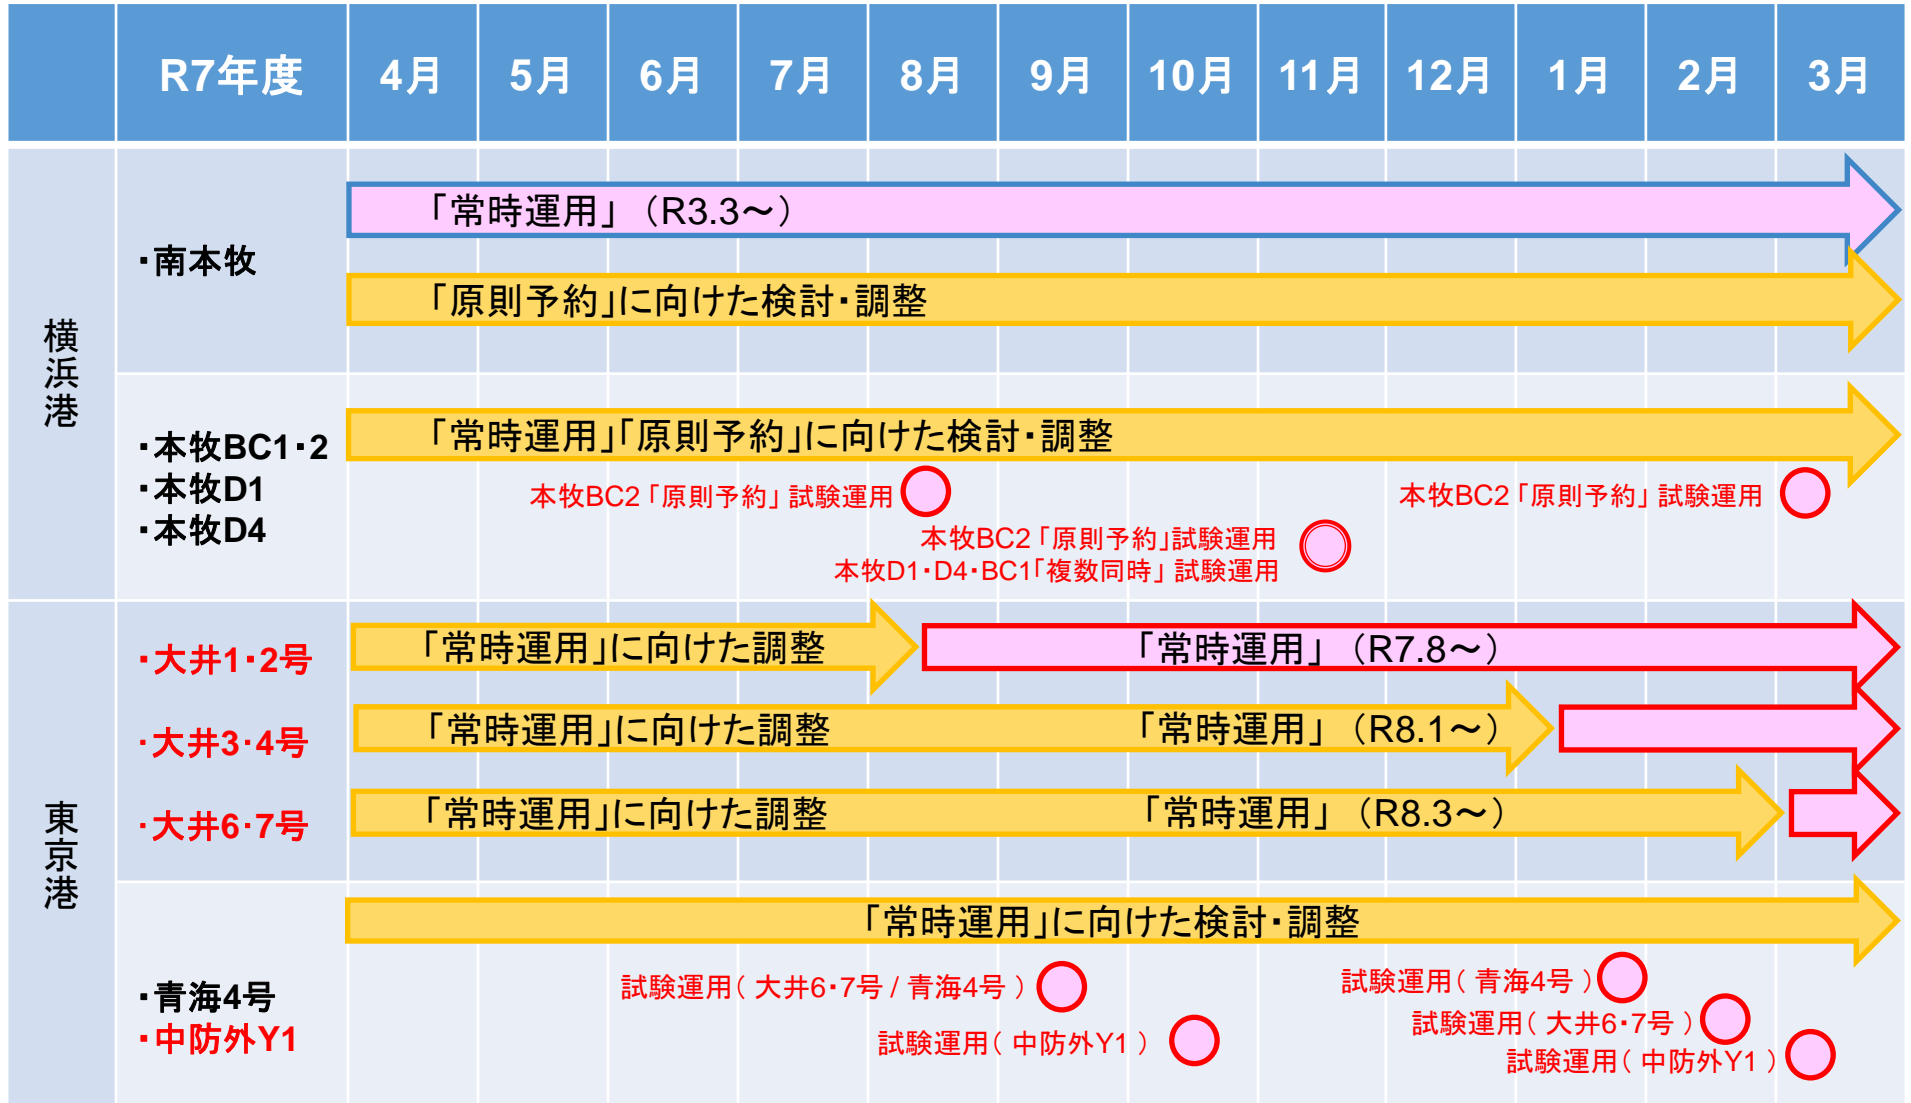 R7年度 4月 5月 6月 7月 8月 9月 10月 11月 12月 1月 2月 3月
横浜港
・南本牧
「常時運用」（R3.3～）
「原則予約」に向けた検討・調整
・本牧BC1・2
・本牧D1
・本牧D4
「常時運用」「原則予約」に向けた検討・調整
本牧BC2「原則予約」試験運用
本牧BC2「原則予約」試験運用
本牧BC2「原則予約」試験運用
本牧D1・D4・BC1「複数同時」試験運用
東京港
・大井1・2号
「常時運用」に向けた調整
「常時運用」（R7.8～）
・大井3・4号
「常時運用」に向けた調整
「常時運用」（R8.1～）
・大井6・7号
「常時運用」に向けた調整
「常時運用」（R8.3～）
・青海4号
・中防外Y1
「常時運用」に向けた検討・調整
試験運用（ 大井6・7号 / 青海4号 ）
試験運用（ 青海4号 ）
試験運用（ 大井6・7号 ）
試験運用（ 中防外Y1 ）
試験運用（ 中防外Y1 ）